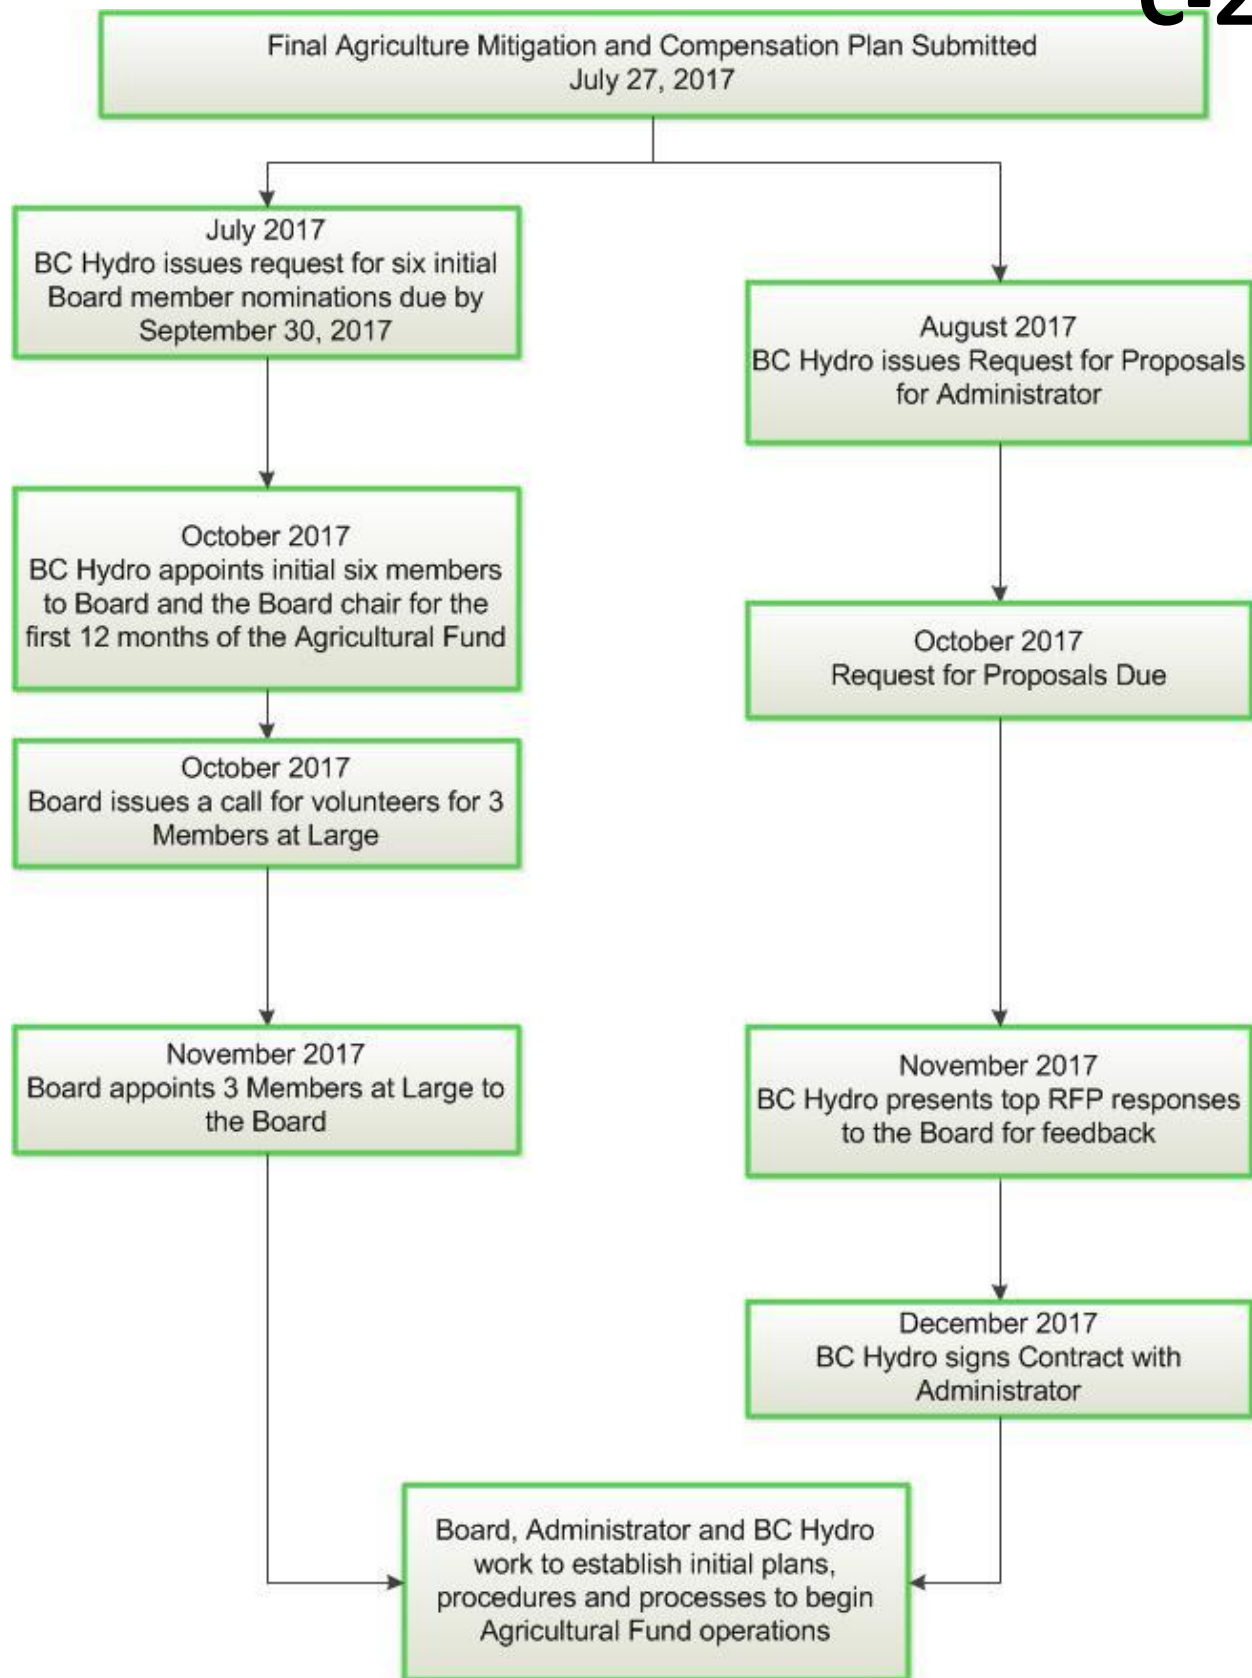 C-2
Final Agriculture Mitigation and Compensation Plan Submitted
July 27, 2017
July 2017
BC Hydro issues request for six initial
Board member nominations due by
September 30, 2017
October 2017
BC Hydro appoints initial six members
to Board and the Board chair for the
first 12 months of the Agricultural Fund
October 2017
Board issues a call for volunteers for 3
Members at Large
November 2017
Board appoints 3 Members at Large to
the Board
August 2017
BC Hydro issues Request for Proposals
for Administrator
October 2017
Request for Proposals Due
November 2017
BC Hydro presents top RFP responses
to the Board for feedback
December 2017
BC Hydro signs Contract with
Administrator
Board, Administrator and BC Hydro
work to establish initial plans,
procedures and processes to begin
Agricultural Fund operations